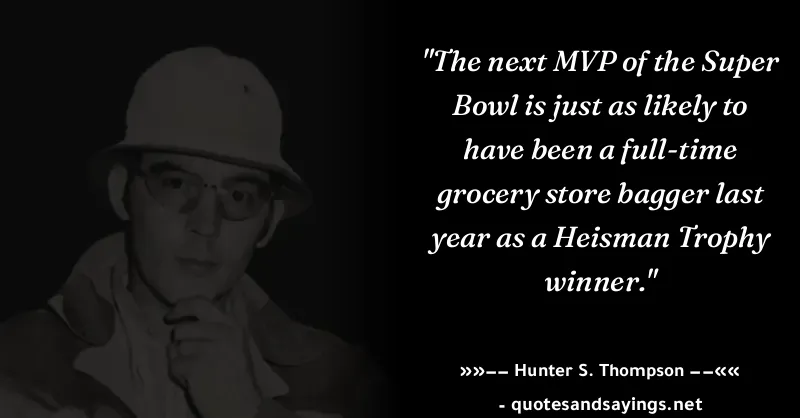 "The next MVP of the Super
Bowl is just as likely to
have been a full-time
grocery store bagger last
year as a Heisman Trophy
winner."
»»–– Hunter S. Thompson ––««
- quotesandsayings.net